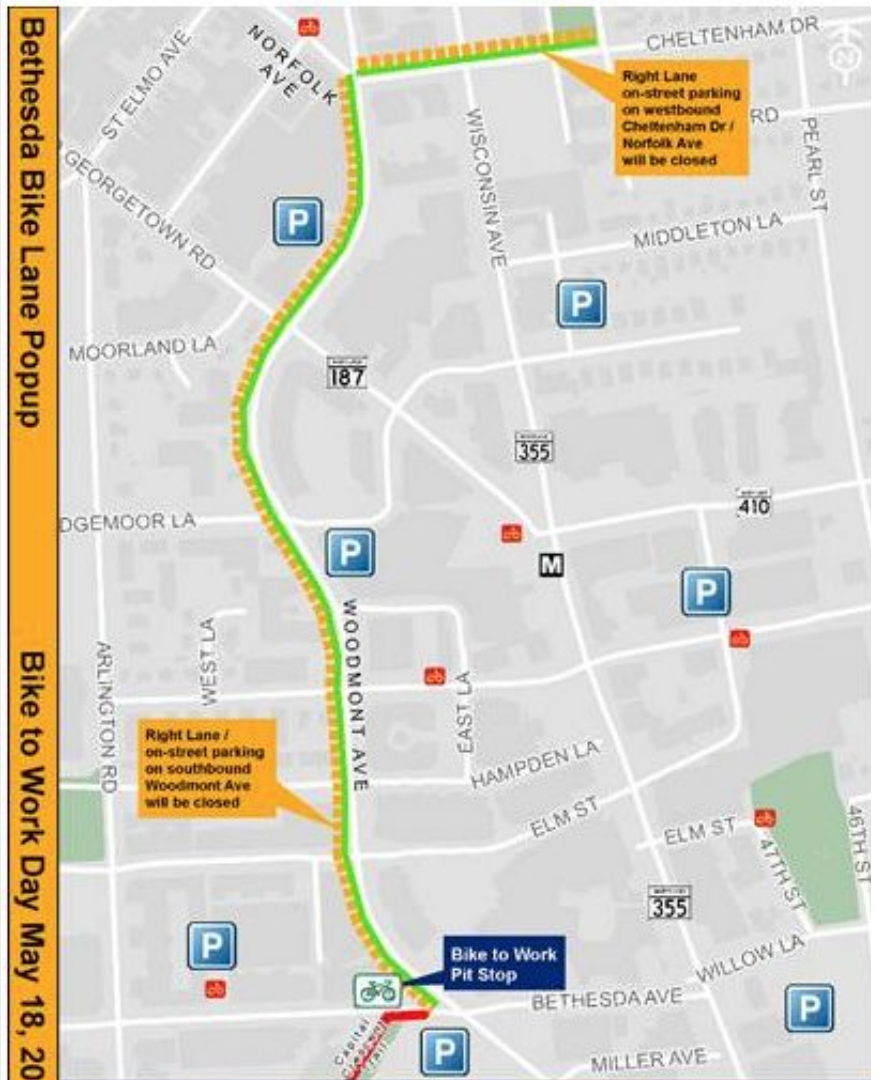 Bethesda Bike Lane Popup
Bike to Work Day May 18, 20
CHELTENHAM DR
NORFOLK
AVE
ST ELMO AVE
Right Lane
on-street parking
on westbound
Cheltenham Dr /
Norfolk Ave
will be closed
RD
PEARL ST
WISCONSIN AVE
GEORGETOWN RD
P
MIDDLETON LA
P
MOORLAND LA
187
355
410
DGEMOOR LA
P
M
P
WOODMONT AVE
WEST LA
ARLINGTON RD
EAST LA
Right Lane /
on-street parking
on southbound
Woodmont Ave
will be closed
HAMPDEN LA
ELM ST
ELM ST
47TH ST
46TH ST
355
P
Bike to Work
Pit Stop
WILLOW LA
BETHESDA AVE
P
Capital
Crescent
Trail
P
MILLER AVE
N